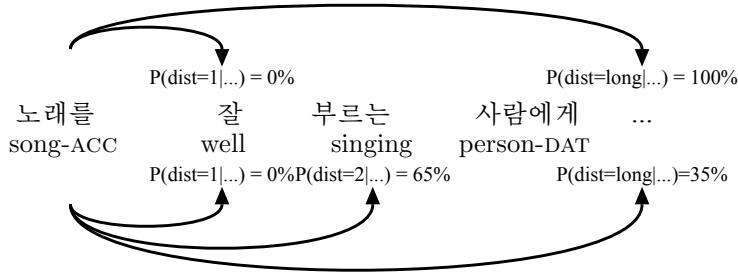 P(dist=1|...) = 0% P(dist=long|...) = 100%
노래를 잘 부르는 사람에게 ...
song-ACC well singing person-DAT
P(dist=1|...) = 0% P(dist=2|...) = 65% P(dist=long|...)=35%